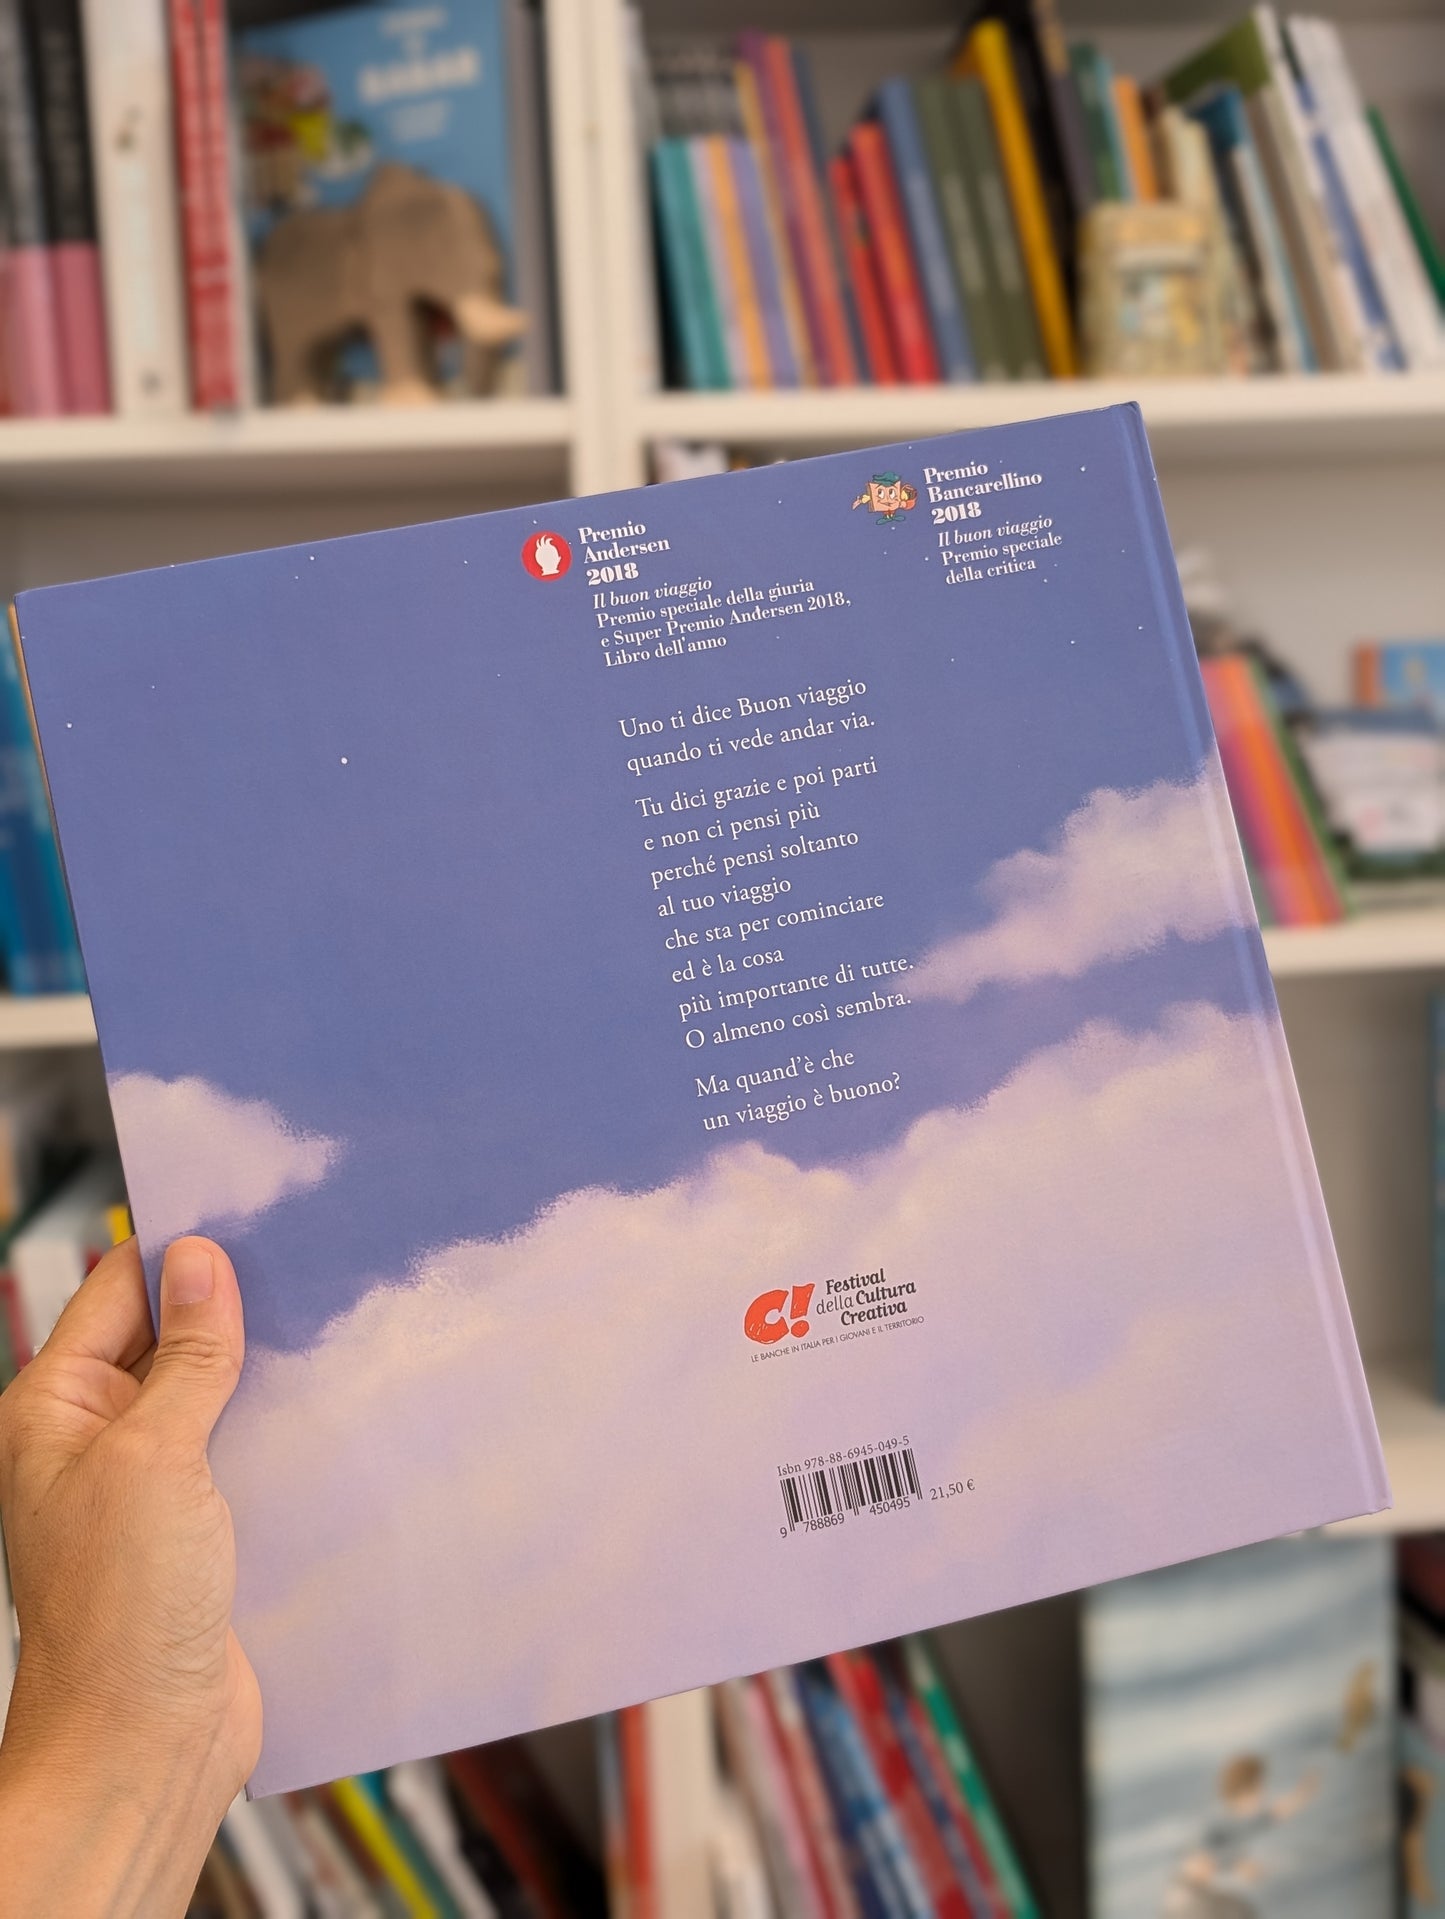 BABAR
Premio
Andersen
2018
Il buon viaggio
Premio speciale della giuria
e Super Premio Andersen 2018,
Libro dell'anno
Premio
Bancarellino
2018
Il buon viaggio
Premio speciale
della critica
Uno ti dice Buon viaggio
quando ti vede andar via.
Tu dici grazie e poi parti
e non ci pensi più
perché pensi soltanto
al tuo viaggio
che sta per cominciare
ed è la cosa
più importante di tutte.
O almeno così sembra.
Ma quand'è che
un viaggio è buono?
C! Festival
della Cultura
Creativa
LE BANCHE IN ITALIA PER I GIOVANI E IL TERRITORIO
Isbn 978-88-6945-049-5
9 788869 450495
21,50 €